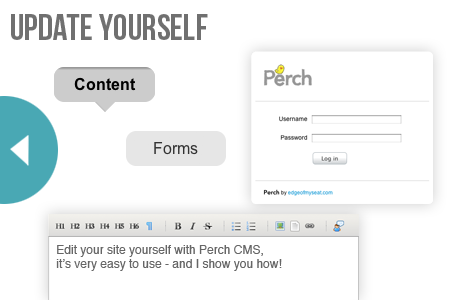 UPDATE YOURSELF
Content
Forms
Perch
Username
Password
Log in
Perch by edgeofmyseat.com
H1 H2 H3 H4 H5 H6 ¶ B I S
Edit your site yourself with Perch CMS,
it's very easy to use - and I show you how!